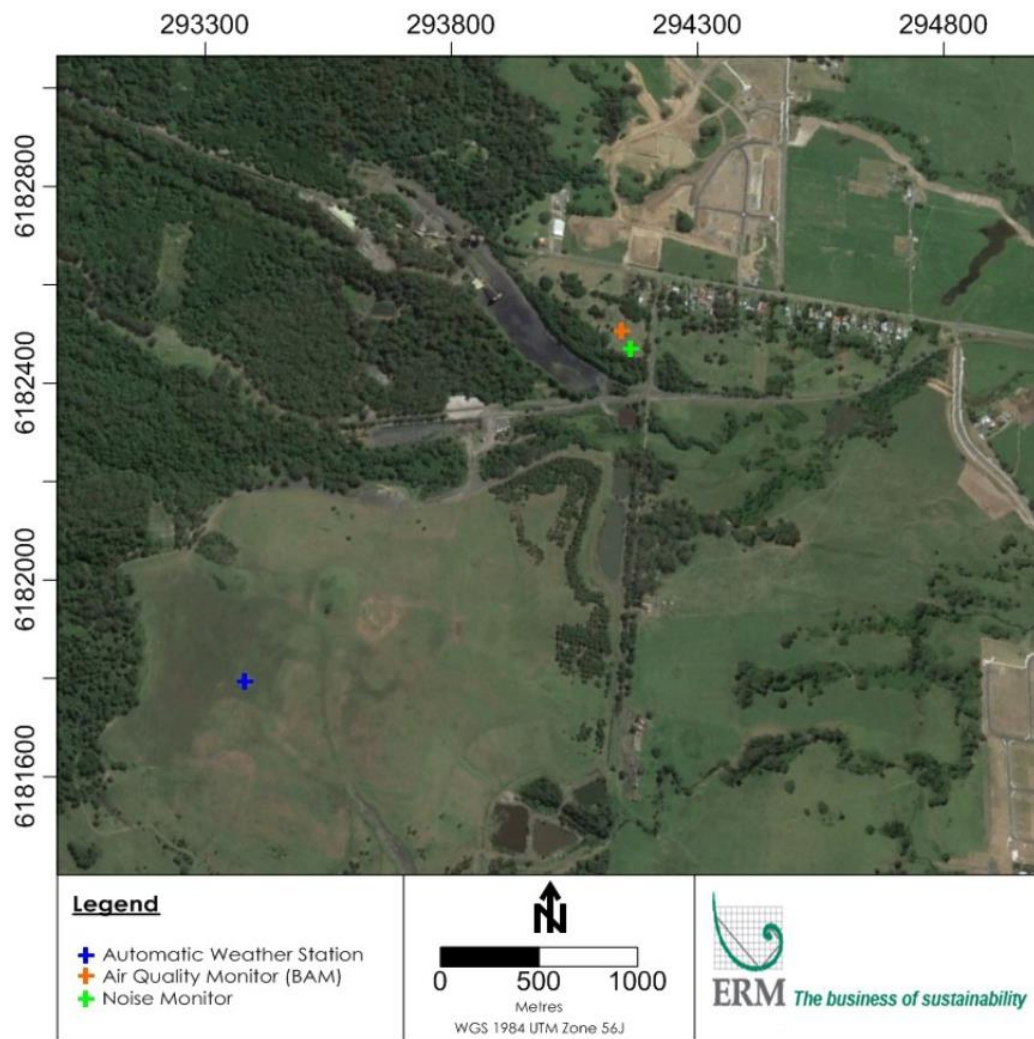 293300 293800 294300 294800
6182800
6182400
6182000
6181600
Legend
Automatic Weather Station
Air Quality Monitor (BAM)
Noise Monitor
N
0 500 1000
Metres
WGS 1984 UTM Zone 56J
ERM The business of sustainability